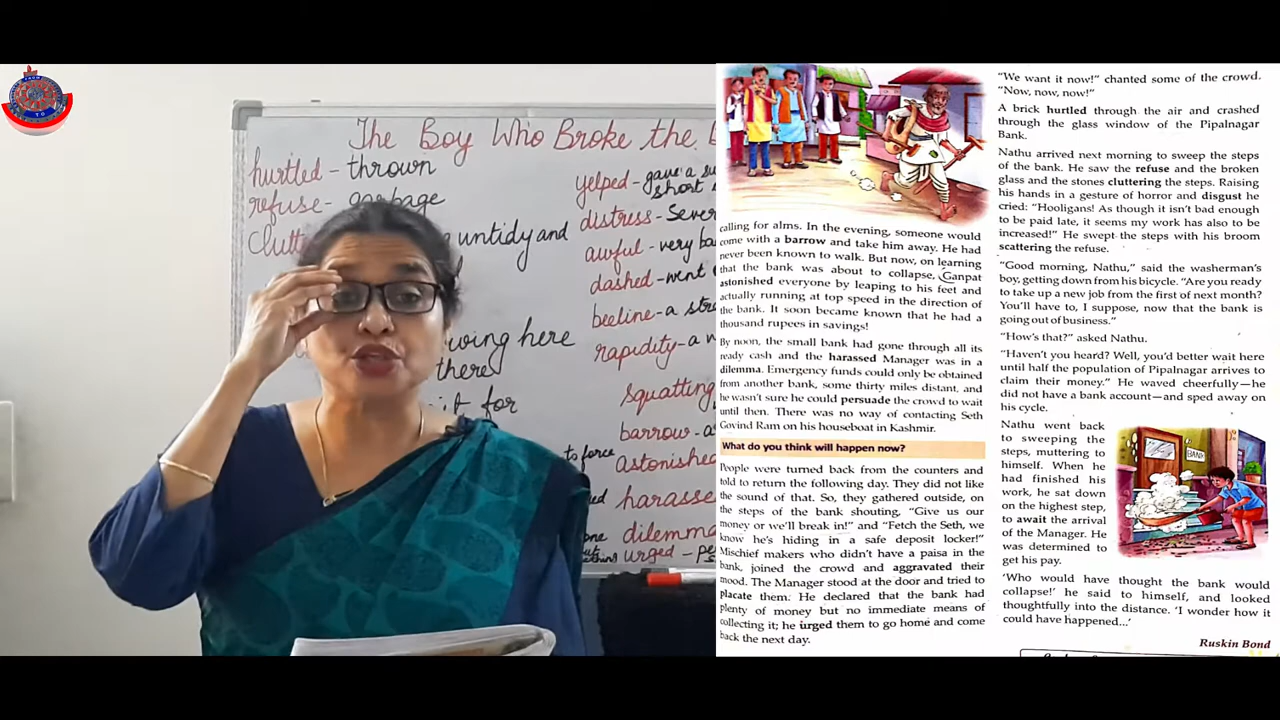 The Boy Who Broke the
hurtled - thrown
refuse - garbage
untidy and
wing here
there
it for
yelped - gave a
short
distress -
awful - very
dashed - went
beeline - a
rapidity - a
squatting
barrow -
to force
Astonished
harasse
dilemma
urged -
calling for alms. In the evening, someone would
come with a barrow and take him away. He had
never been known to walk. But now, on learning
that the bank was about to collapse, Ganpat
astonished everyone by leaping to his feet and
actually running at top speed in the direction of
the bank. It soon became known that he had a
thousand rupees in savings!
By noon, the small bank had gone through all its
ready cash and the harassed Manager was in a
dilemma. Emergency funds could only be obtained
from another bank, some thirty miles distant, and
he wasn't sure he could persuade the crowd to wait
until then. There was no way of contacting Seth
Govind Ram on his houseboat in Kashmir.
What do you think will happen now?
People were turned back from the counters and
told to return the following day. They did not like
the sound of that. So, they gathered outside, on
the steps of the bank shouting, "Give us our
money or we'll break in!" and "Fetch the Seth, we
know he's hiding in a safe deposit locker!"
Mischief makers who didn't have a paisa in the
bank, joined the crowd and aggravated their
mood. The Manager stood at the door and tried to
placate them. He declared that the bank had
plenty of money but no immediate means of
collecting it; he urged them to go home and come
back the next day.
"We want it now!" chanted some of the crowd.
"Now, now, now!"
A brick hurtled through the air and crashed
through the glass window of the Pipalnagar
Bank.
Nathu arrived next morning to sweep the steps
of the bank. He saw the refuse and the broken
glass and the stones cluttering the steps. Raising
his hands in a gesture of horror and disgust he
cried: "Hooligans! As though it isn't bad enough
to be paid late, it seems my work has also to be
increased!" He swept the steps with his broom
scattering the refuse.
"Good morning, Nathu," said the washerman's
boy, getting down from his bicycle. "Are you ready
to take up a new job from the first of next month?
You'll have to, I suppose, now that the bank is
going out of business."
"How's that?" asked Nathu.
"Haven't you heard? Well, you'd better wait here
until half the population of Pipalnagar arrives to
claim their money." He waved cheerfully—he
did not have a bank account—and sped away on
his cycle.
Nathu went back
to sweeping the
steps, muttering to
himself. When he
had finished his
work, he sat down
on the highest step,
to await the arrival
of the Manager. He
was determined to
get his pay.
BANK
'Who would have thought the bank would
collapse!' he said to himself, and looked
thoughtfully into the distance. 'I wonder how it
could have happened...'
Ruskin Bond